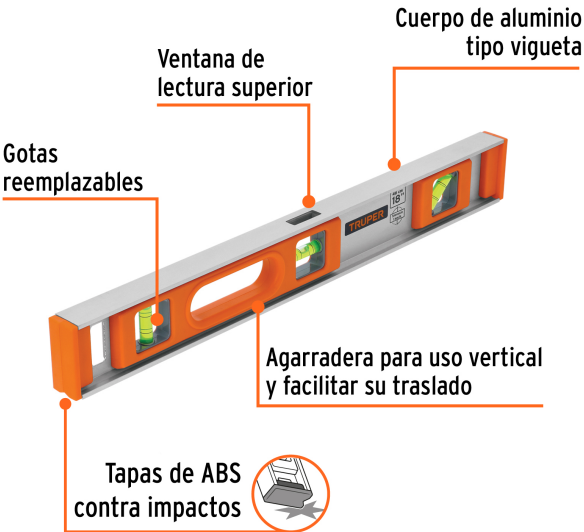 Cuerpo de aluminio
tipo vigueta
Ventana de
lectura superior
Gotas
reemplazables
TRUPER
18"
Agarradera para uso vertical
y facilitar su traslado
Tapas de ABS
contra impactos